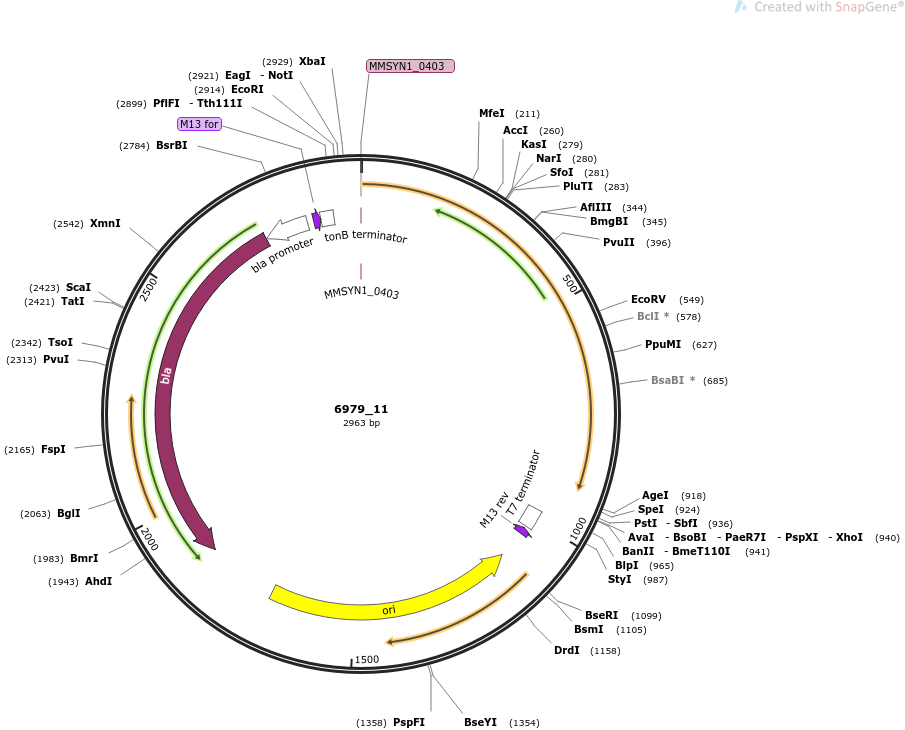 Created with SnapGene®
(2929) XbaI
MMSYN1_0403
(2921) EagI - NotI
(2914) EcoRI
(2899) PflFI - Tth111I
M13 for
(2784) BsrBI
MfeI (211)
AccI (260)
KasI (279)
NarI (280)
SfoI (281)
PluTI (283)
AflIII (344)
BmgBI (345)
PvuII (396)
(2542) XmnI
bla promoter
tonB terminator
MMSYN1_0403
500
2500
(2423) ScaI
(2421) TatI
(2342) TsoI
(2313) PvuI
EcoRV (549)
BclI * (578)
PpuMI (627)
BsaBI * (685)
bla
6979_11
2963 bp
(2165) FspI
(2063) BglI
2000
(1983) BmrI
(1943) AhdI
M13 rev
T7 terminator
1000
AgeI (918)
SpeI (924)
PstI - SbfI (936)
AvaI - BsoBI - PaeR7I - PspXI - XhoI (940)
BanII - BmeT110I (941)
BlpI (965)
StyI (987)
ori
BseRI (1099)
BsmI (1105)
DrdI (1158)
1500
(1358) PspFI
BseYI (1354)